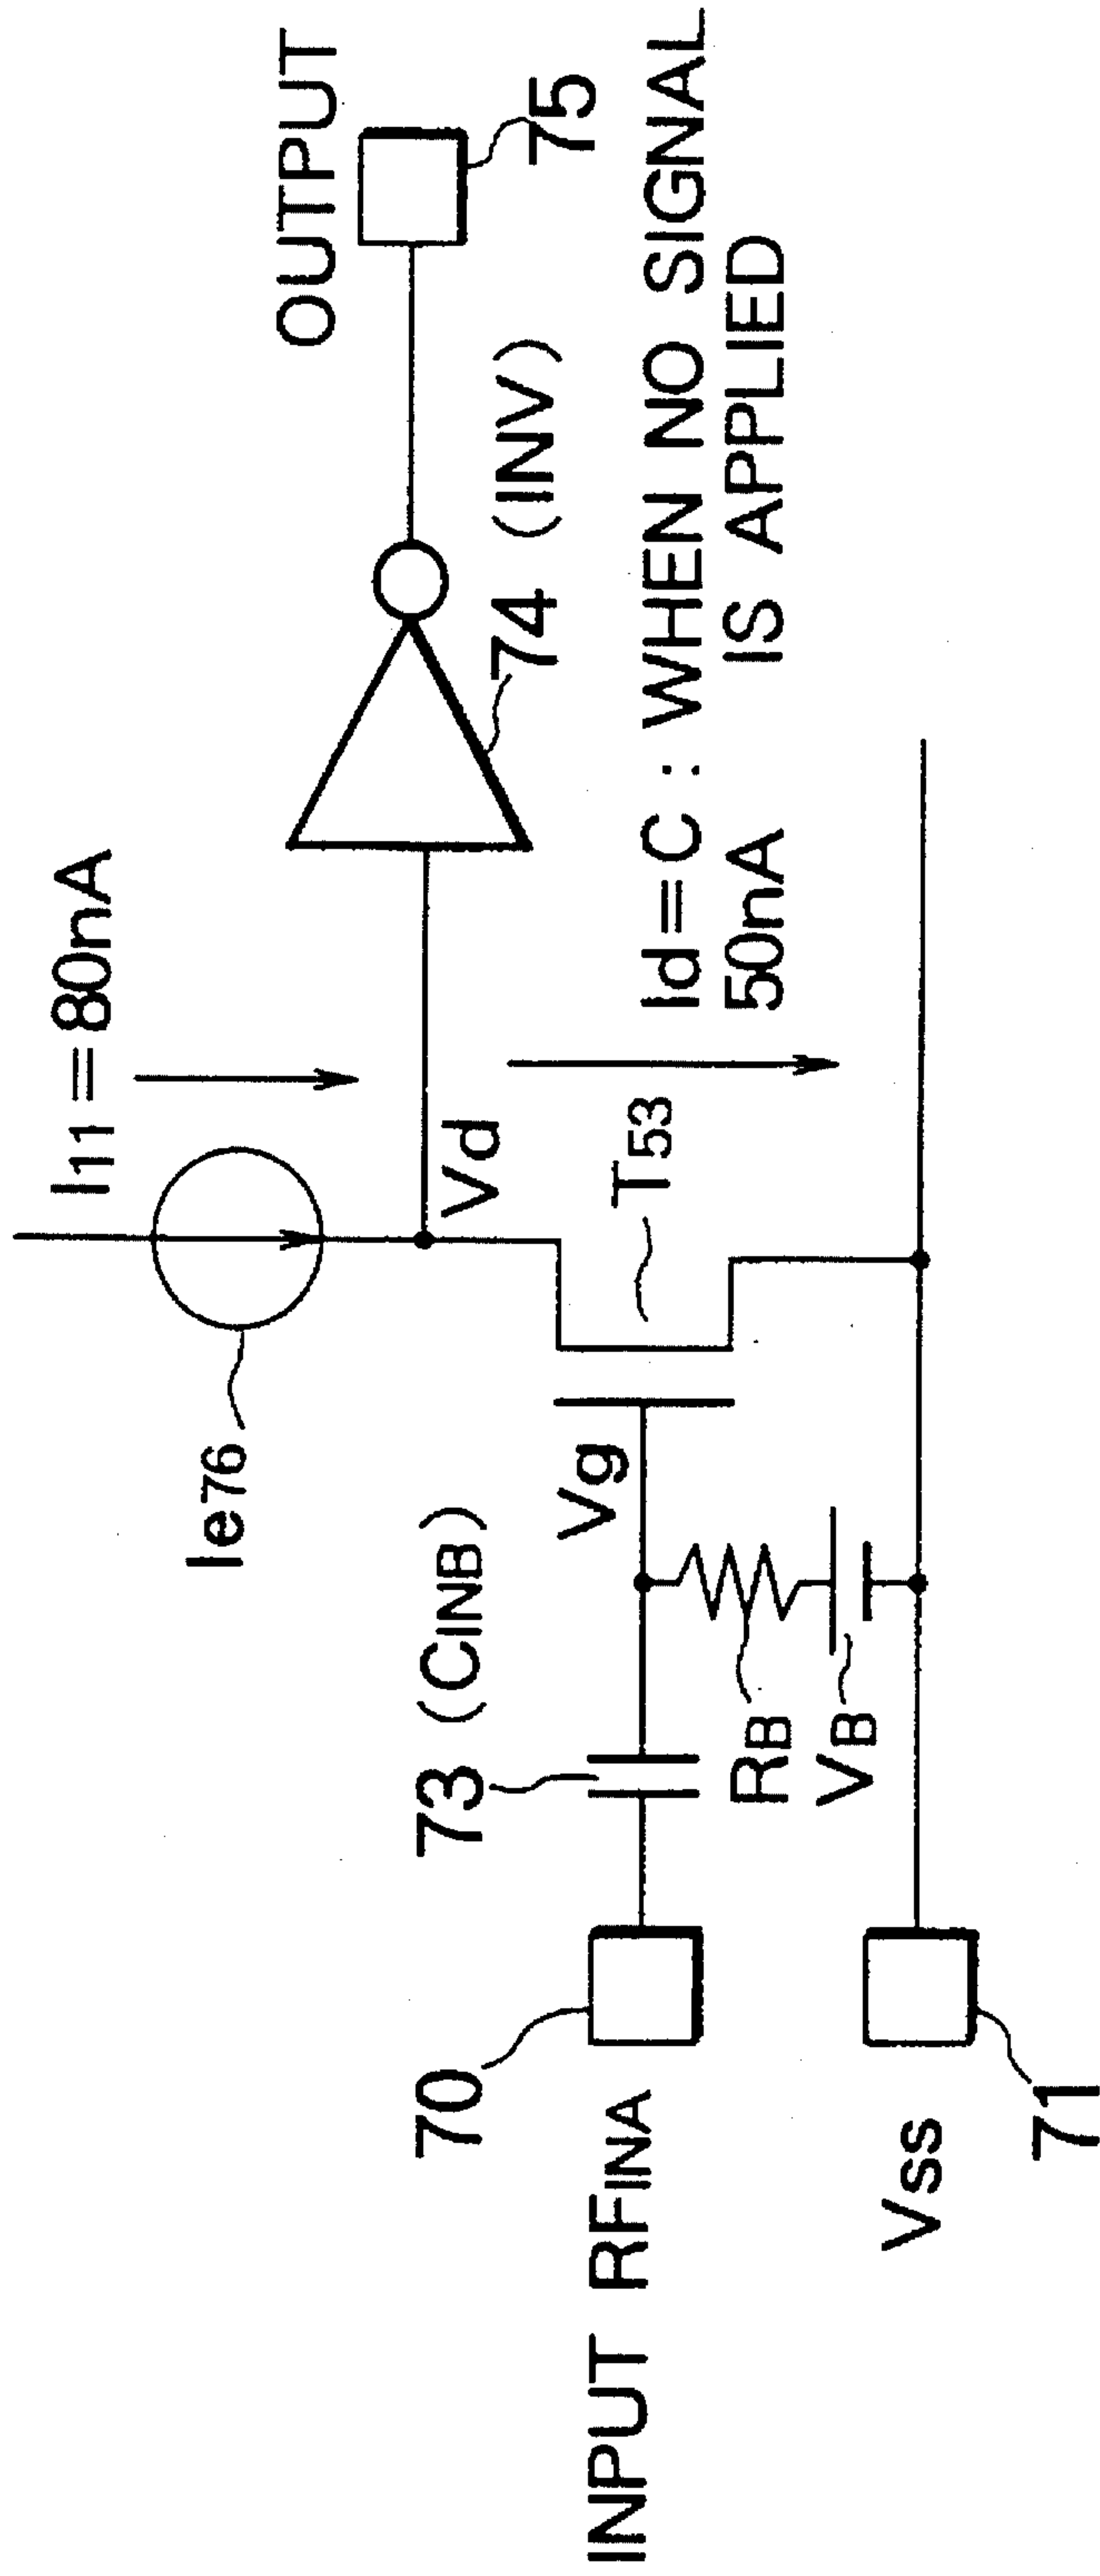 I11=80nA
OUTPUT
Ie76
Vd
75
73 (CINB)
74 (INV)
70
Vg
T53
INPUT RFINA
Id=C : WHEN NO SIGNAL
50nA IS APPLIED
RB
VB
VSS
71